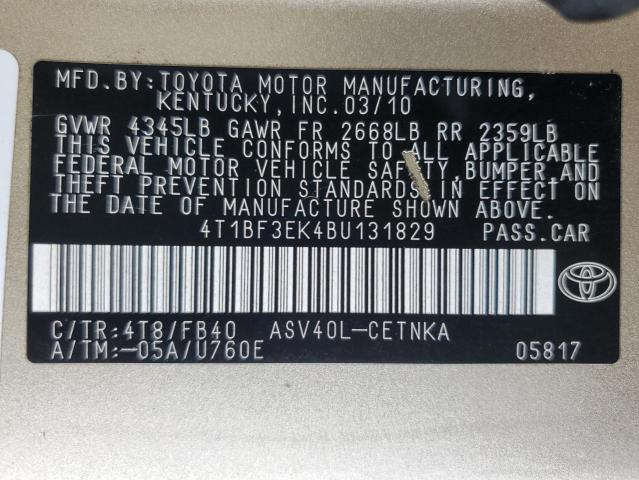 MFD. BY: TOYOTA MOTOR MANUFACTURING,
KENTUCKY, INC. 03/10
GVWR 4345LB GAWR FR 2668LB RR 2359LB
THIS VEHICLE CONFORMS TO ALL APPLICABLE
FEDERAL MOTOR VEHICLE SAFETY, BUMPER, AND
THEFT PREVENTION STANDARDS IN EFFECT ON
THE DATE OF MANUFACTURE SHOWN ABOVE.
4T1BF3EK4BU131829 PASS. CAR
C/TR: 4T8/FB40 ASV40L-CETNKA
A/TM: -05A/U760E 05817